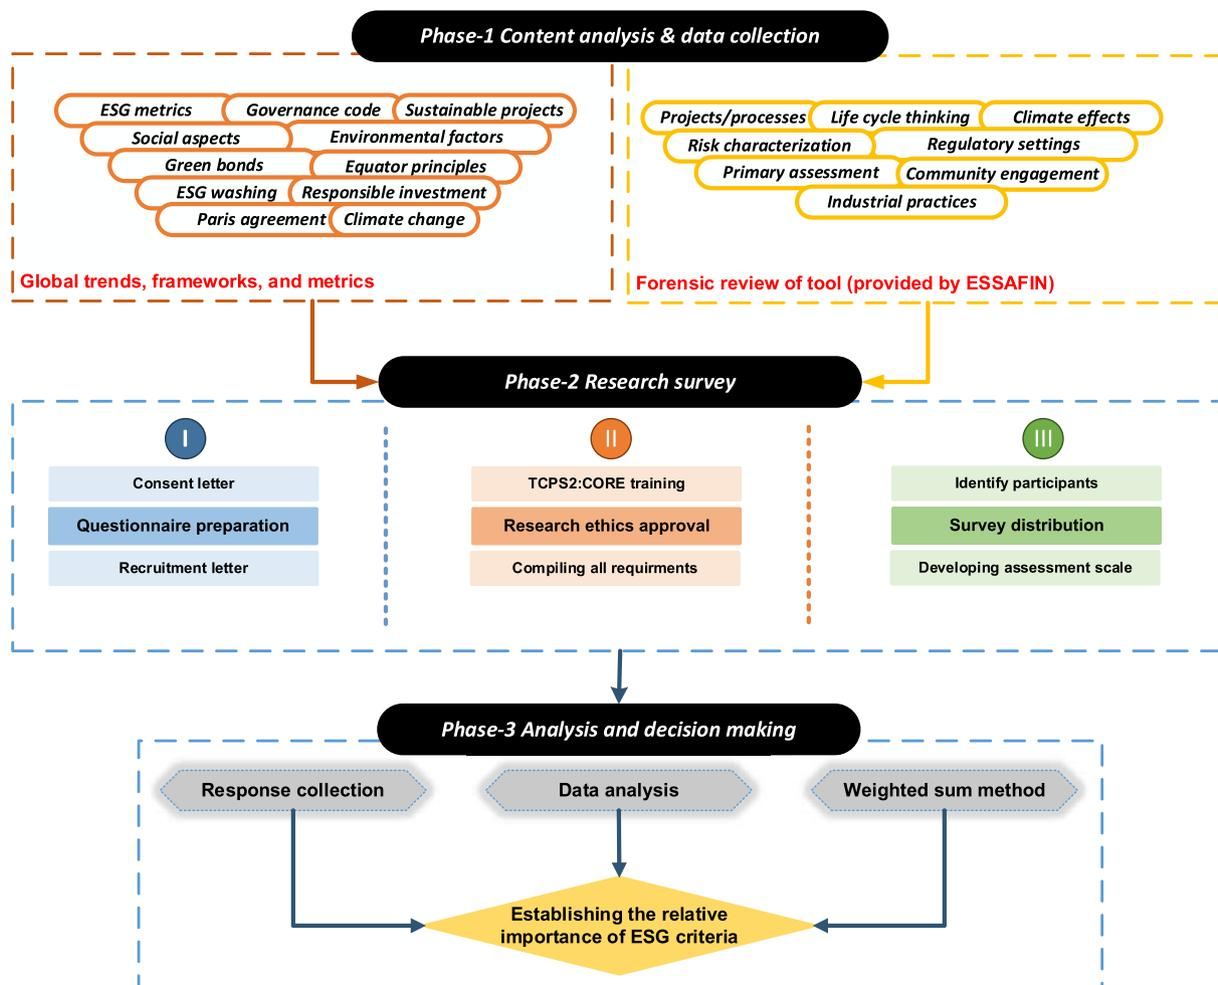 Phase-1 Content analysis & data collection
ESG metrics
Governance code
Sustainable projects
Social aspects
Environmental factors
Green bonds
Equator principles
ESG washing
Responsible investment
Paris agreement
Climate change
Global trends, frameworks, and metrics
Projects/processes
Life cycle thinking
Climate effects
Risk characterization
Regulatory settings
Primary assessment
Community engagement
Industrial practices
Forensic review of tool (provided by ESSAFIN)
Phase-2 Research survey
I
Consent letter
Questionnaire preparation
Recruitment letter
II
TCPS2:CORE training
Research ethics approval
Compiling all requirments
III
Identify participants
Survey distribution
Developing assessment scale
Phase-3 Analysis and decision making
Response collection
Data analysis
Weighted sum method
Establishing the relative
importance of ESG criteria